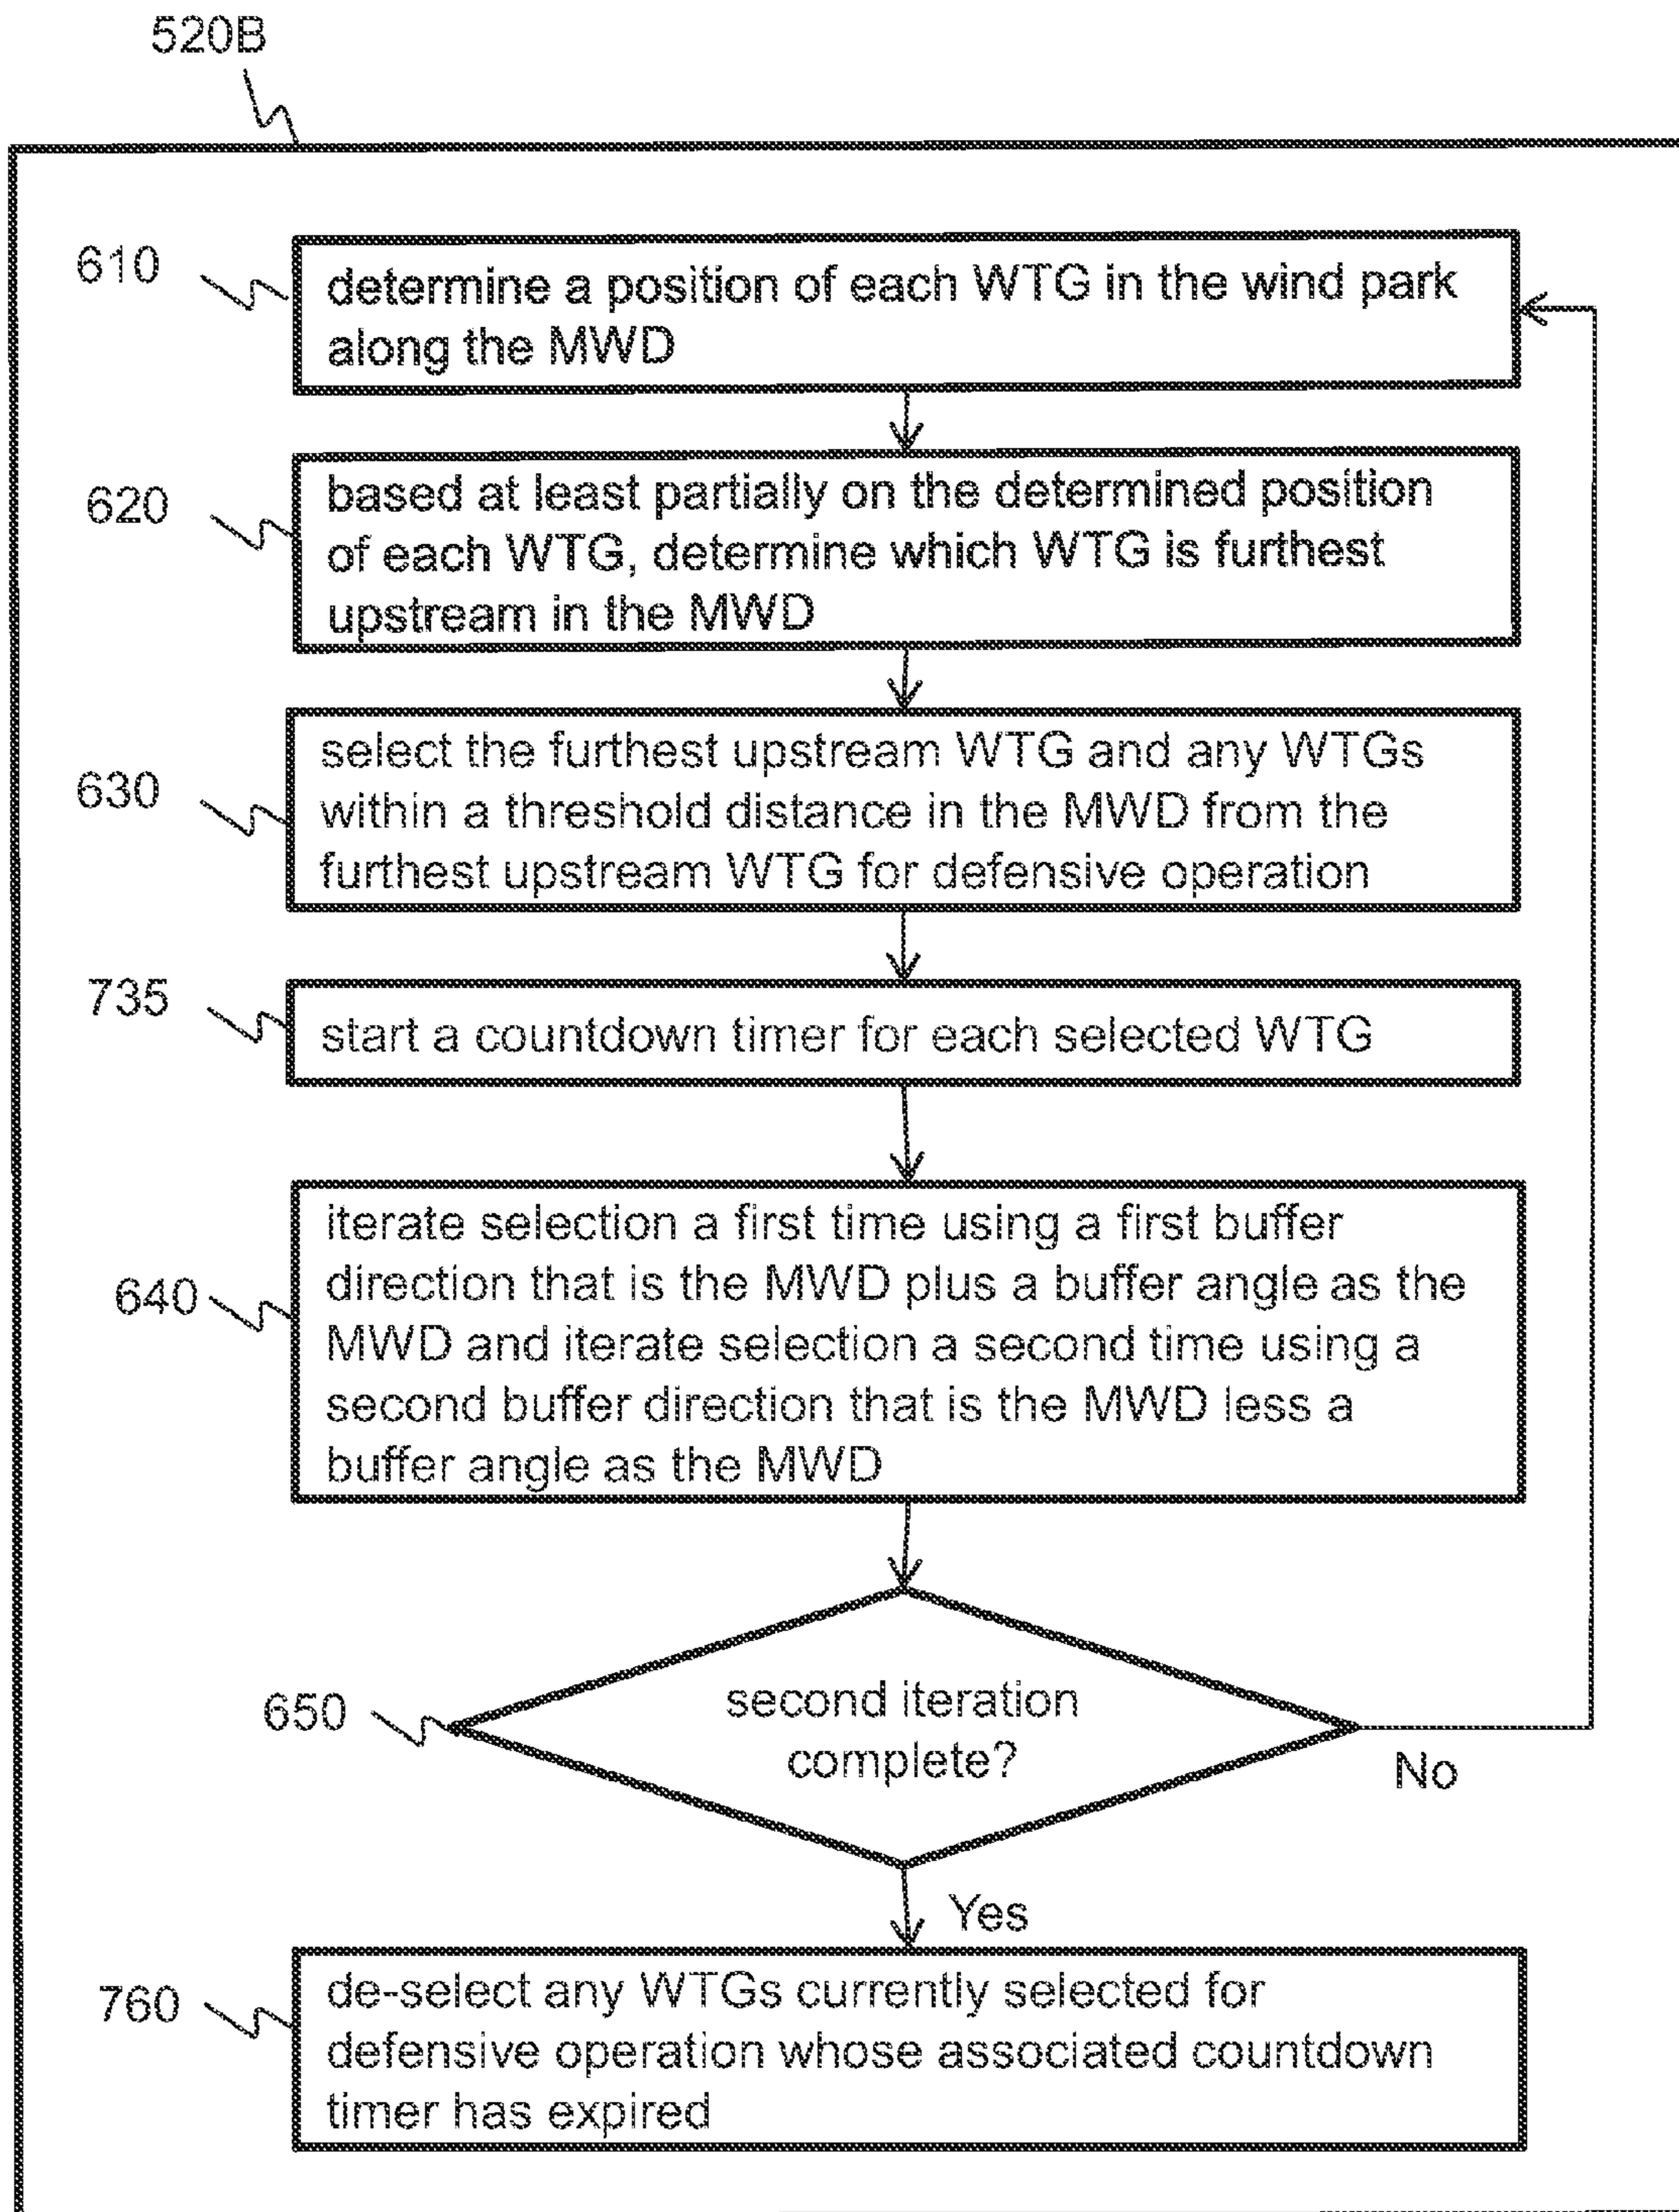 520B
610
determine a position of each WTG in the wind park
along the MWD
620
based at least partially on the determined position
of each WTG, determine which WTG is furthest
upstream in the MWD
630
select the furthest upstream WTG and any WTGs
within a threshold distance in the MWD from the
furthest upstream WTG for defensive operation
735
start a countdown timer for each selected WTG
640
iterate selection a first time using a first buffer
direction that is the MWD plus a buffer angle as the
MWD and iterate selection a second time using a
second buffer direction that is the MWD less a
buffer angle as the MWD
650
second iteration
complete?
No
Yes
760
de-select any WTGs currently selected for
defensive operation whose associated countdown
timer has expired